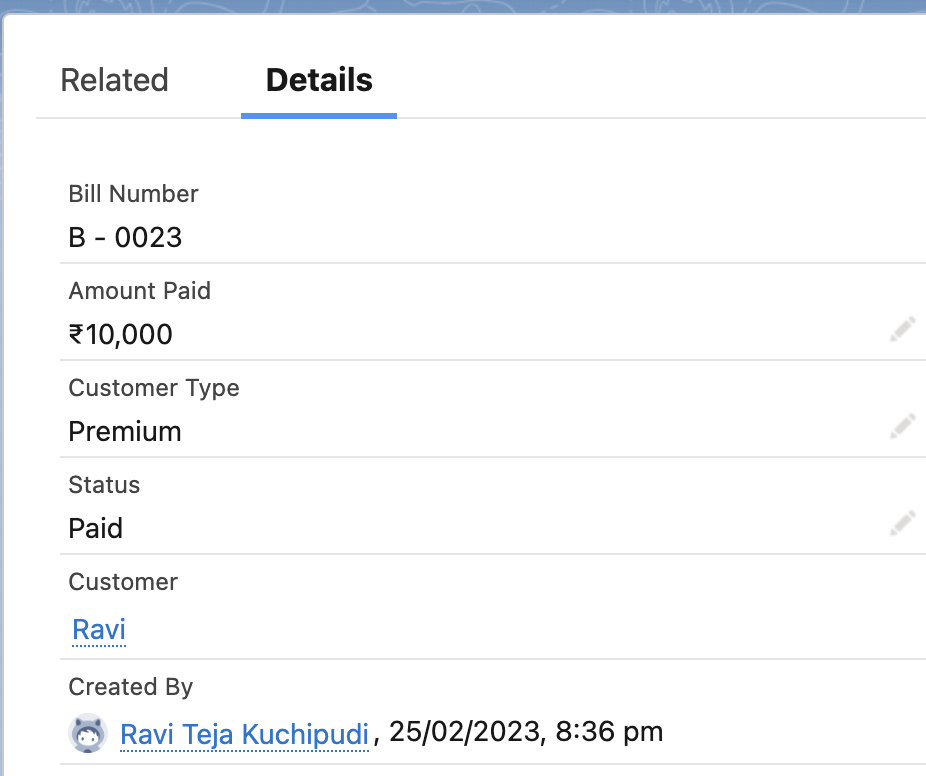 Related Details
Bill Number
B - 0023
Amount Paid
₹10,000
Customer Type
Premium
Status
Paid
Customer
Ravi
Created By
Ravi Teja Kuchipudi, 25/02/2023, 8:36 pm